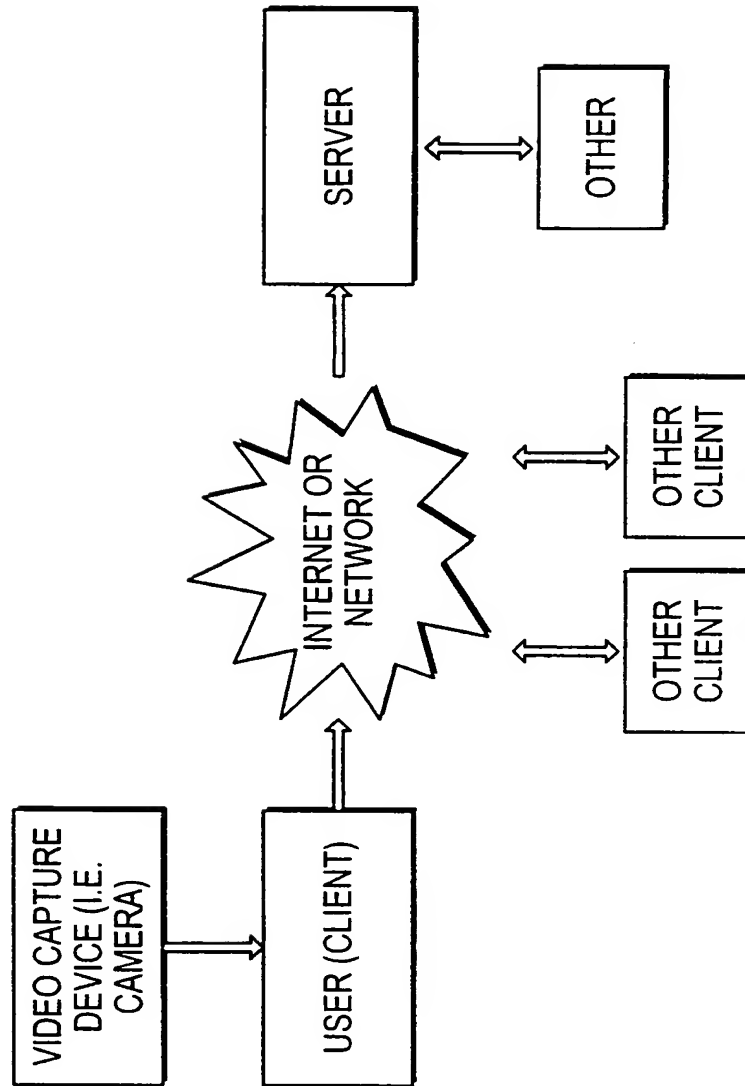 VIDEO CAPTURE
DEVICE (I.E.
CAMERA)
USER (CLIENT)
INTERNET OR
NETWORK
SERVER
OTHER
CLIENT
OTHER
CLIENT
OTHER